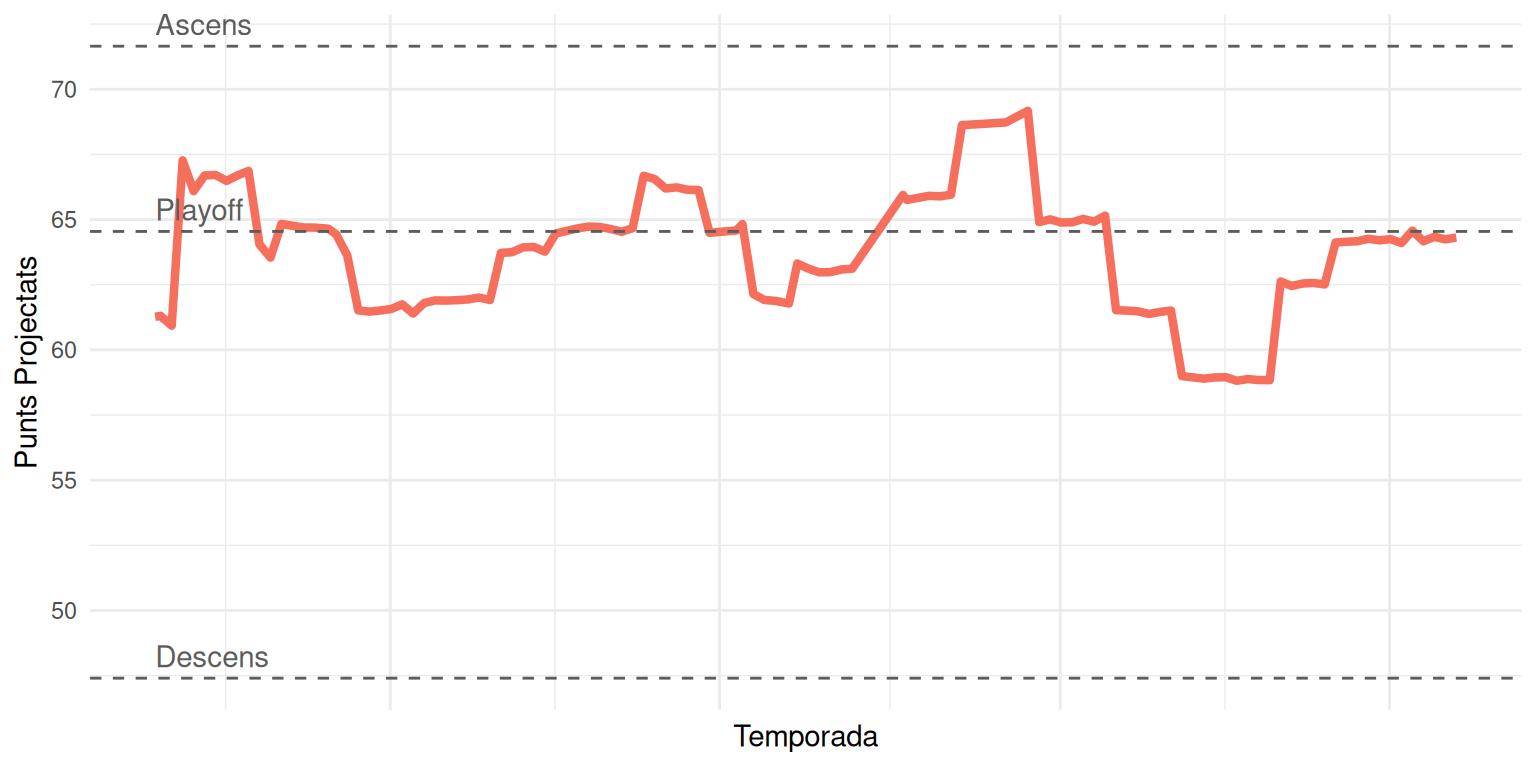 Ascens
70
Playoff
65
60
55
50
Descens
Punts Projectats
Temporada